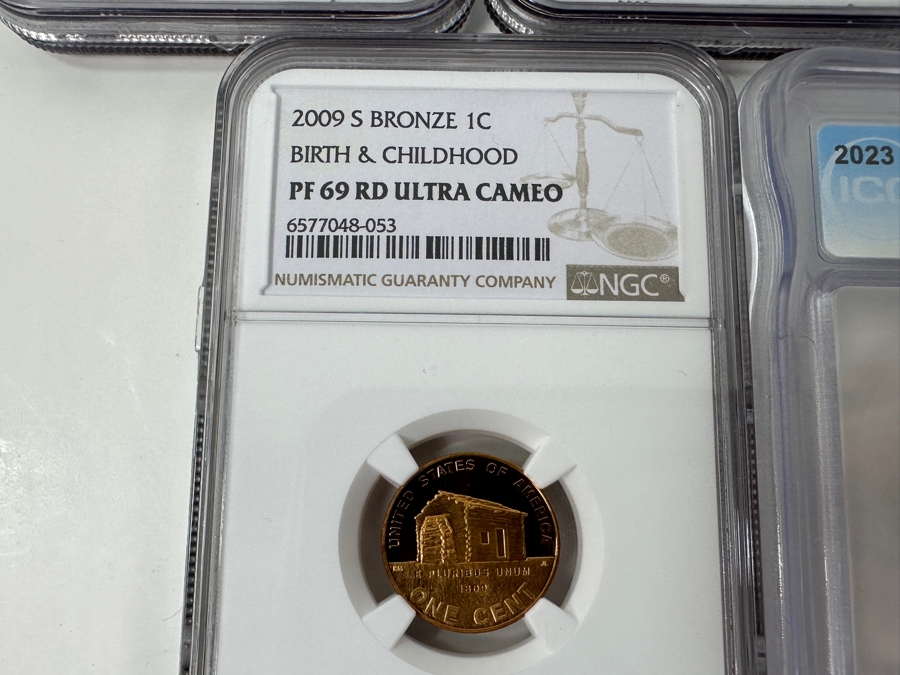 2009 S BRONZE 1C
BIRTH & CHILDHOOD
PF 69 RD ULTRA CAMEO
6577048-053
NUMISMATIC GUARANTY COMPANY
NGC®
2023
ICG
UNITED STATES OF AMERICA
E PLURIBUS UNUM
1809
ONE CENT